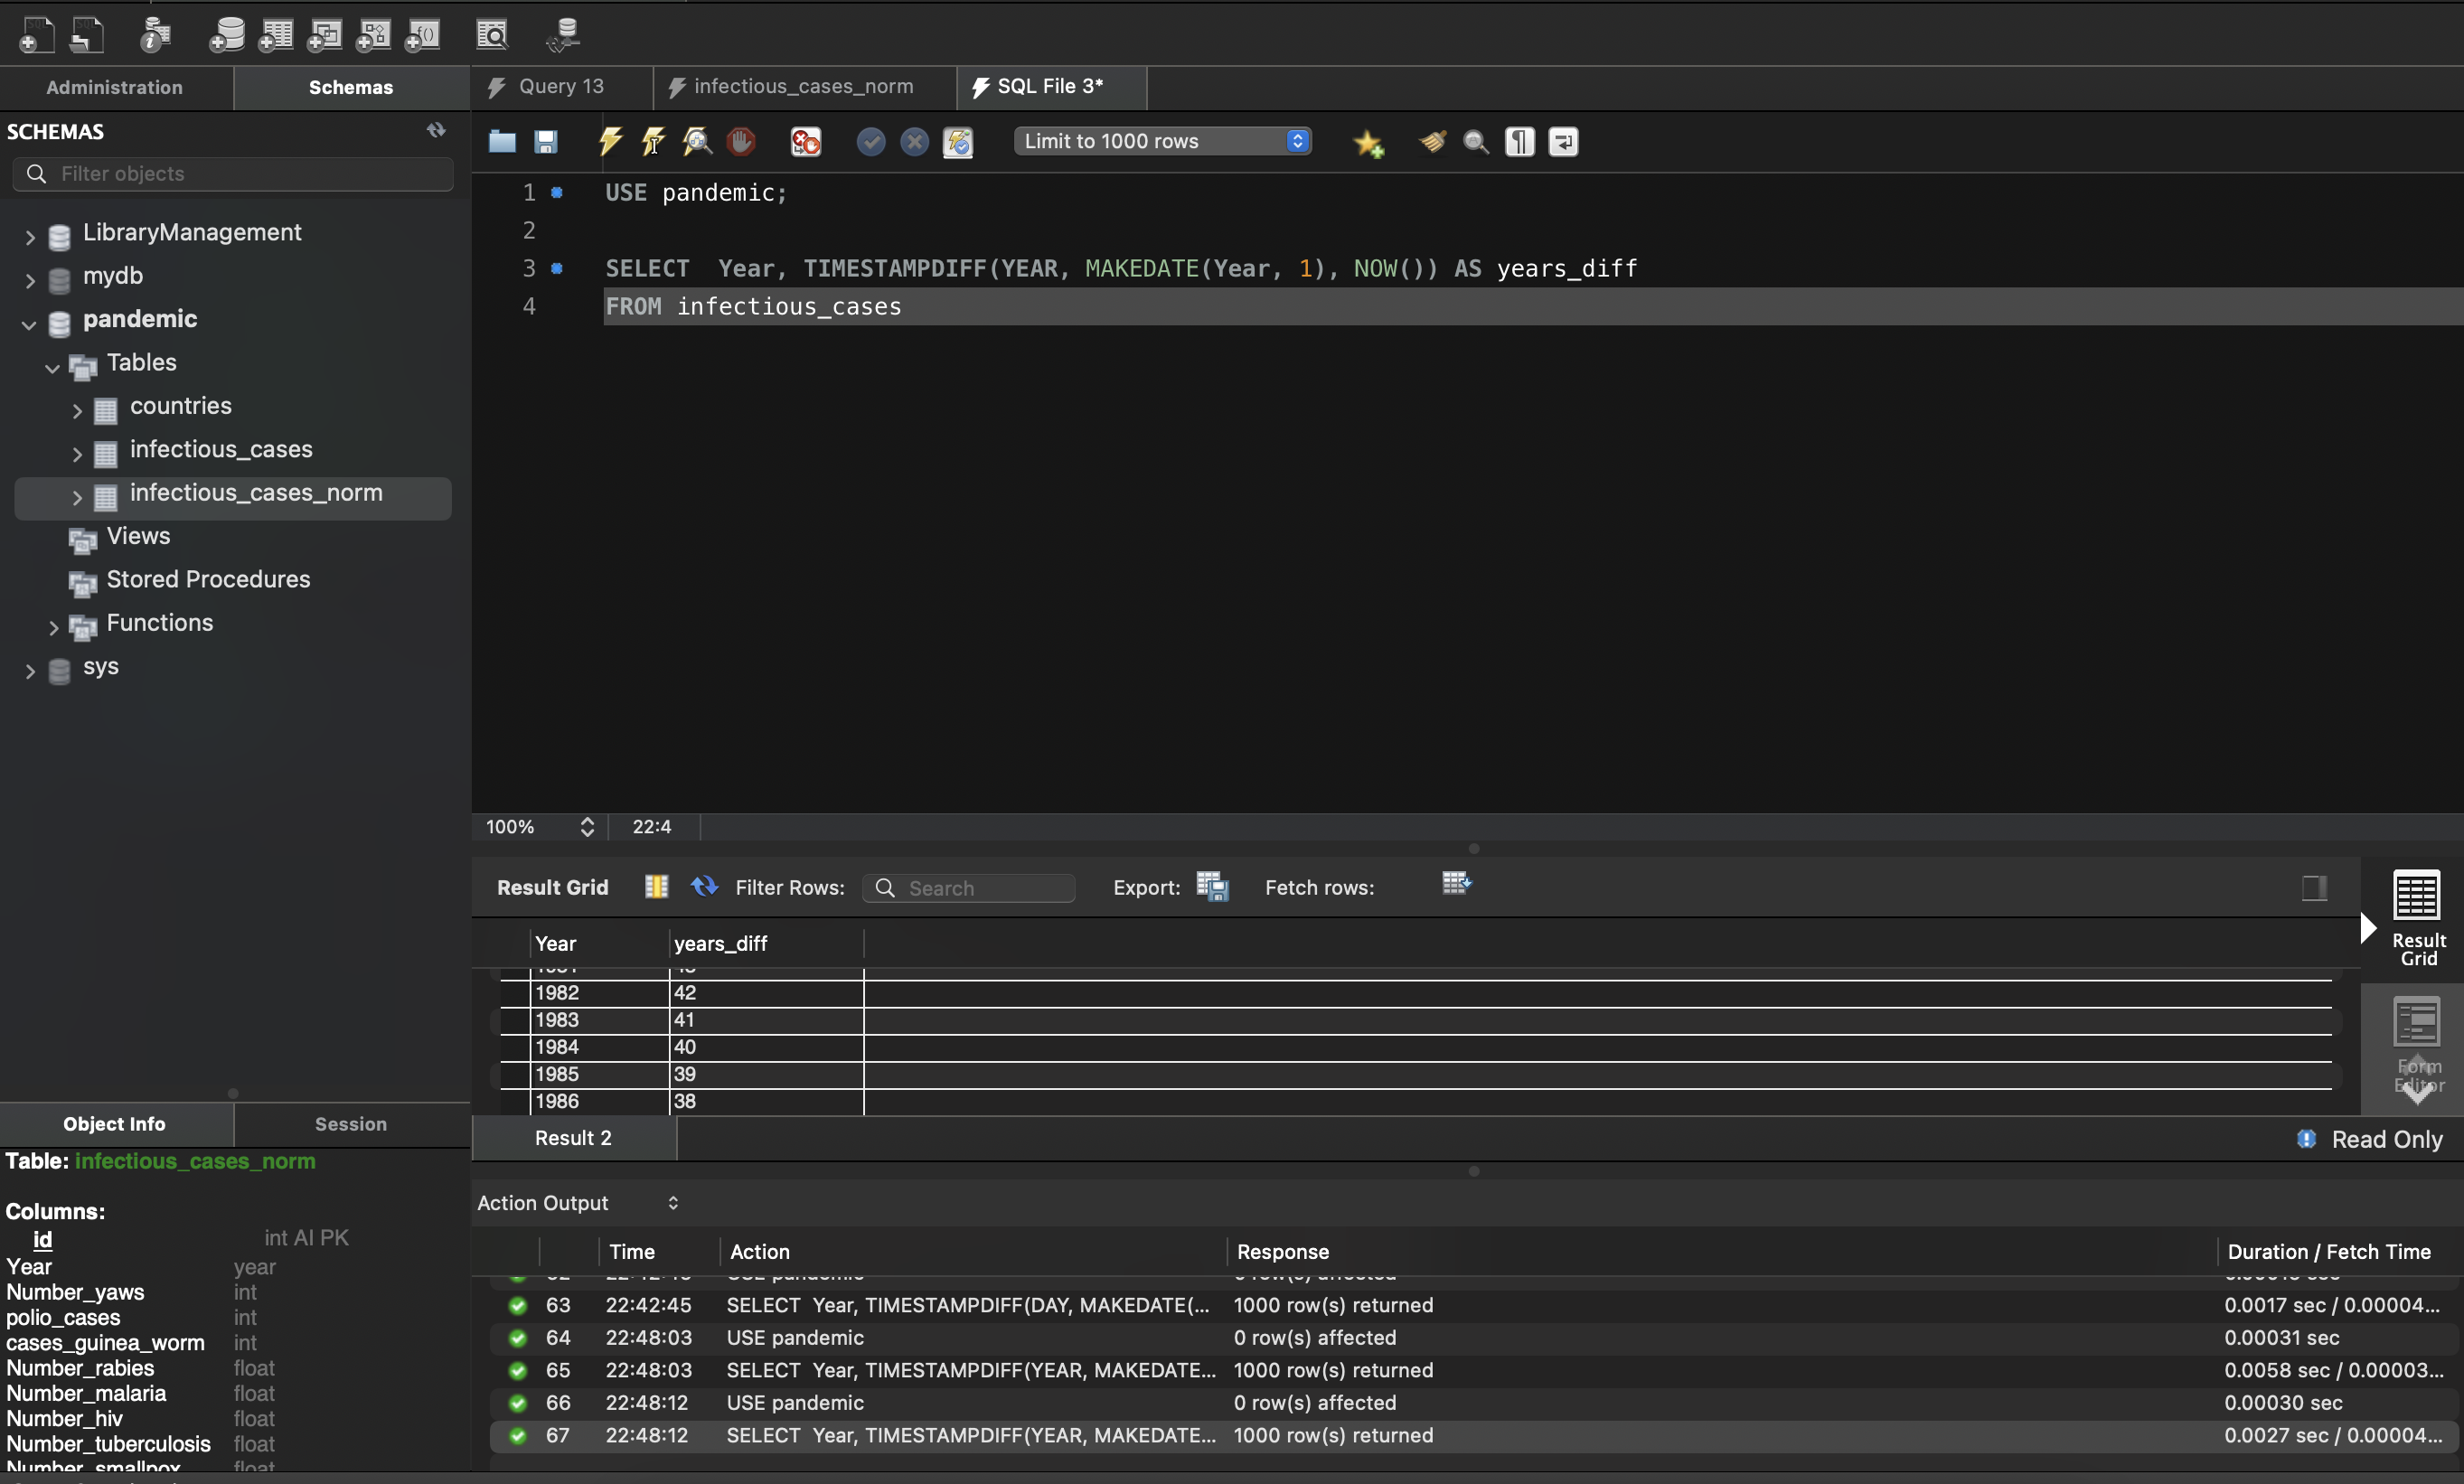 Administration
Schemas
SCHEMAS
Filter objects
LibraryManagement
mydb
pandemic
Tables
countries
infectious_cases
infectious_cases_norm
Views
Stored Procedures
Functions
sys
Object Info
Session
Table: infectious_cases_norm
Columns:
id int AI PK
Year year
Number_yaws int
polio_cases int
cases_guinea_worm int
Number_rabies float
Number_malaria float
Number_hiv float
Number_tuberculosis float
Number_smallpox float
Query 13
infectious_cases_norm
SQL File 3*
Limit to 1000 rows
1 USE pandemic;
2
3 SELECT  Year, TIMESTAMPDIFF(YEAR, MAKEDATE(Year, 1), NOW()) AS years_diff
4 FROM infectious_cases
100% 22:4
Result Grid Filter Rows: Search Export: Fetch rows:
Year years_diff
1982 42
1983 41
1984 40
1985 39
1986 38
Result Grid
Form Editor
Result 2
Read Only
Action Output
Time Action Response Duration / Fetch Time
63 22:42:45 SELECT  Year, TIMESTAMPDIFF(DAY, MAKEDATE(... 1000 row(s) returned 0.0017 sec / 0.00004...
64 22:48:03 USE pandemic 0 row(s) affected 0.00031 sec
65 22:48:03 SELECT  Year, TIMESTAMPDIFF(YEAR, MAKEDATE... 1000 row(s) returned 0.0058 sec / 0.00003...
66 22:48:12 USE pandemic 0 row(s) affected 0.00030 sec
67 22:48:12 SELECT  Year, TIMESTAMPDIFF(YEAR, MAKEDATE... 1000 row(s) returned 0.0027 sec / 0.00004...